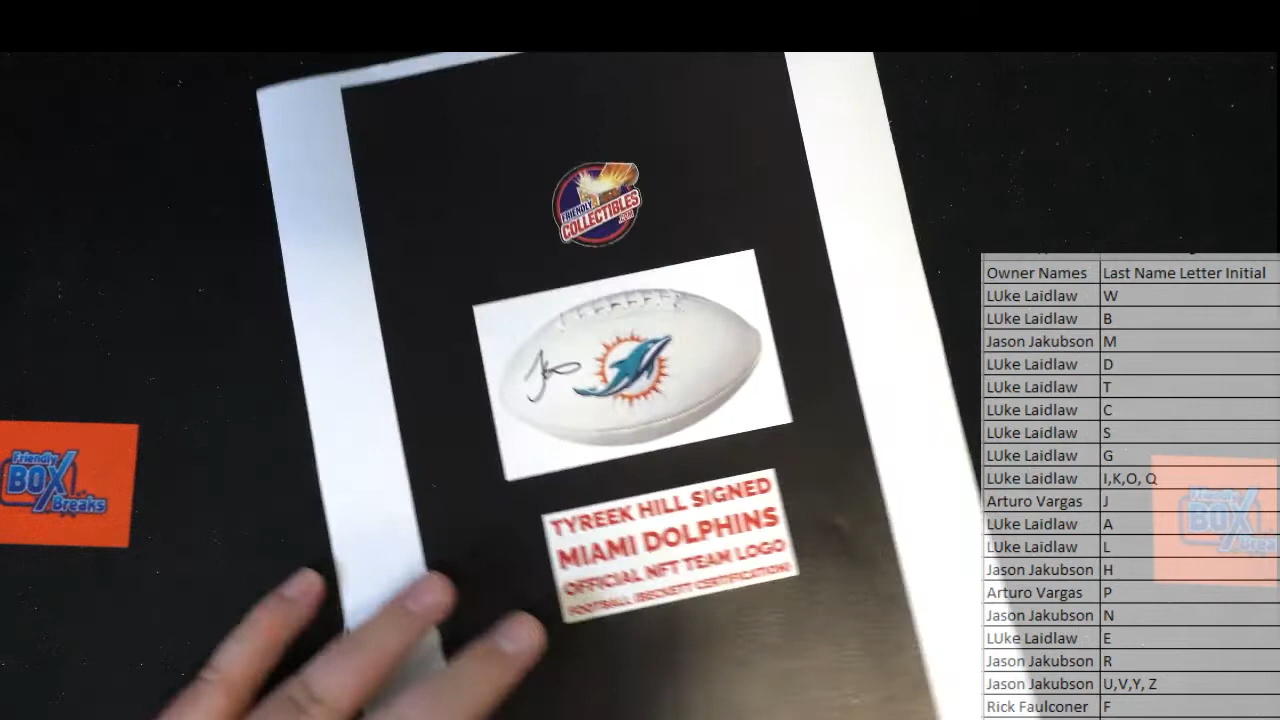 FRIENDLY
COLLECTIBLES
.COM
TYREEK HILL SIGNED
MIAMI DOLPHINS
OFFICIAL NFT TEAM LOGO
FOOTBALL (BECKETT CERTIFICATION)
Friendly
BOX
Breaks
Owner Names Last Name Letter Initial
LUke Laidlaw W
LUke Laidlaw B
Jason Jakubson M
LUke Laidlaw D
LUke Laidlaw T
LUke Laidlaw C
LUke Laidlaw S
LUke Laidlaw G
LUke Laidlaw I,K,O, Q
Arturo Vargas J
LUke Laidlaw A
LUke Laidlaw L
Jason Jakubson H
Arturo Vargas P
Jason Jakubson N
LUke Laidlaw E
Jason Jakubson R
Jason Jakubson U,V,Y, Z
Rick Faulconer F
Friendly
BOX